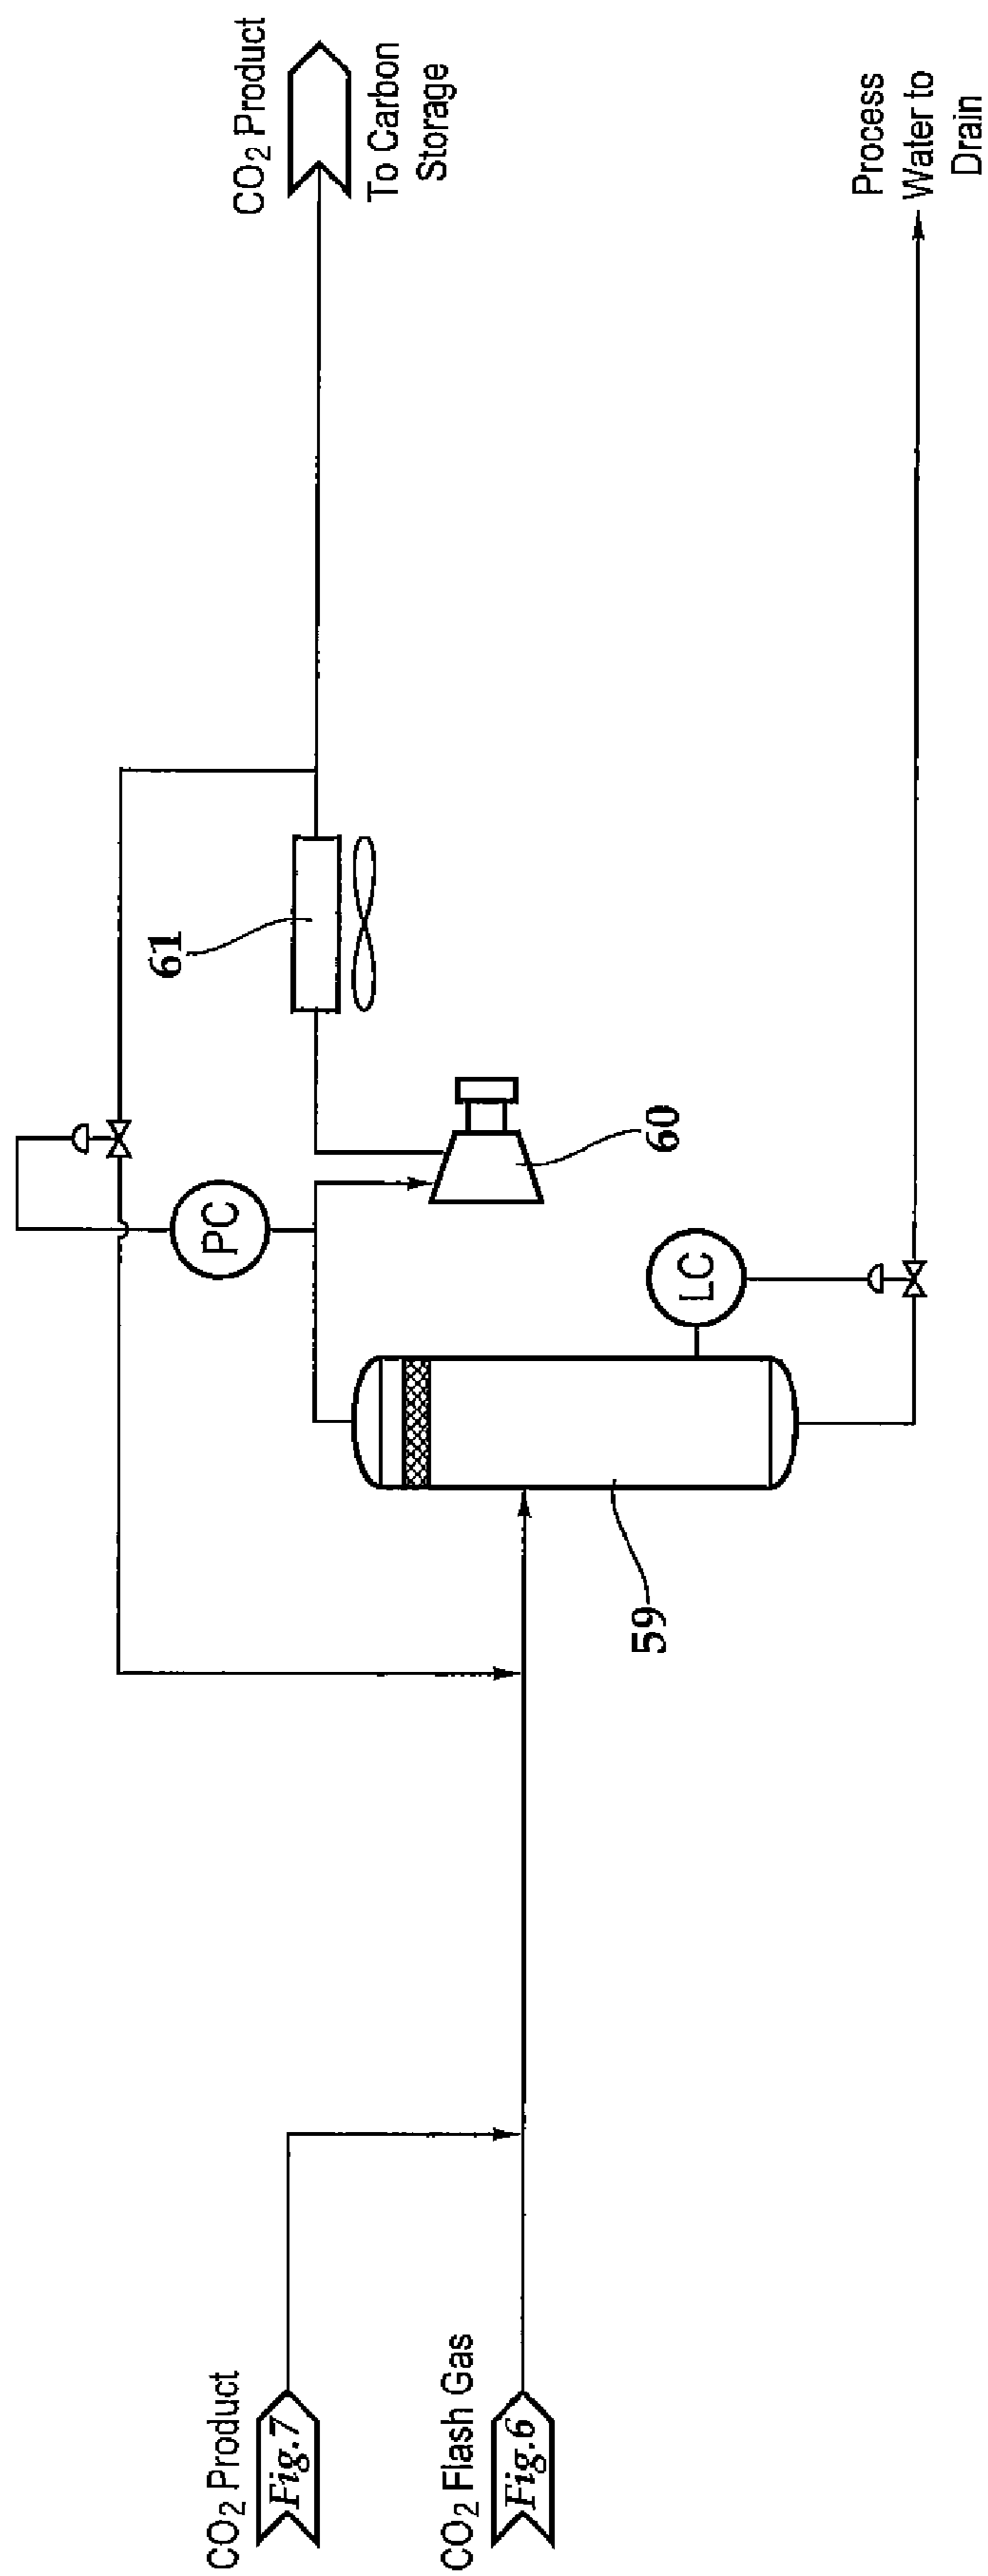 CO2 Product
Fig.7
CO2 Flash Gas
Fig.6
59
PC
LC
60
61
CO2 Product
To Carbon
Storage
Process
Water to
Drain